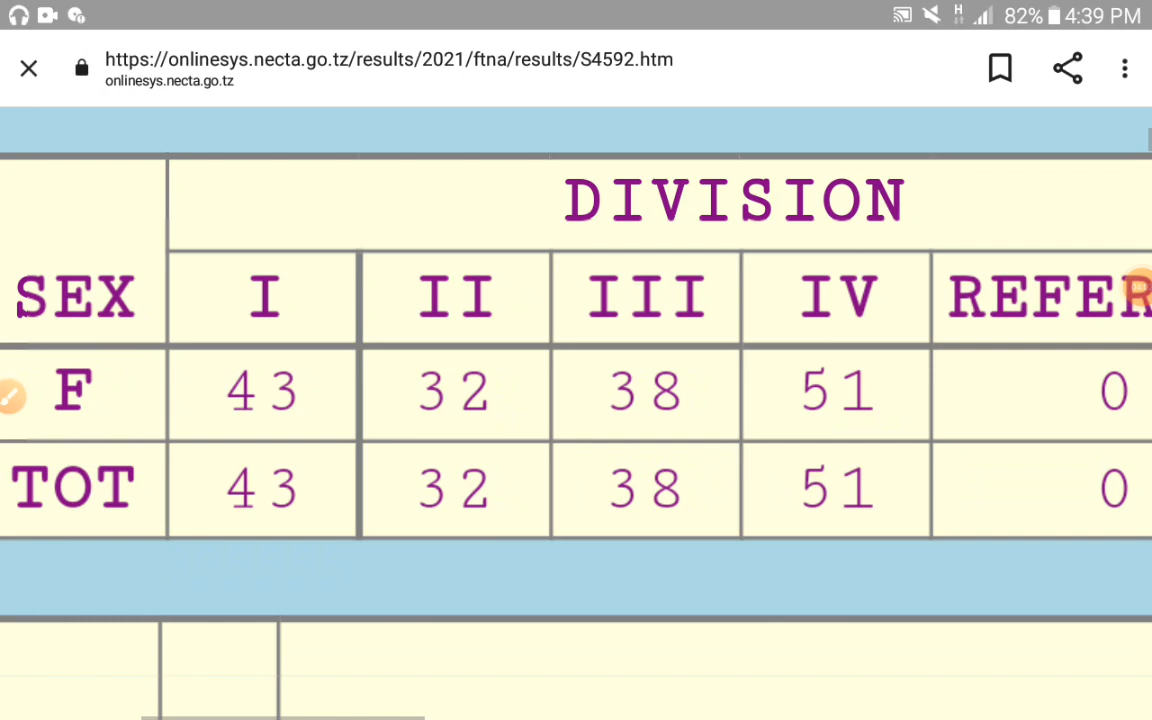 H 82% 4:39 PM
https://onlinesys.necta.go.tz/results/2021/ftna/results/S4592.htm
onlinesys.necta.go.tz
DIVISION
SEX I II III IV REFER
F 43 32 38 51 0
TOT 43 32 38 51 0